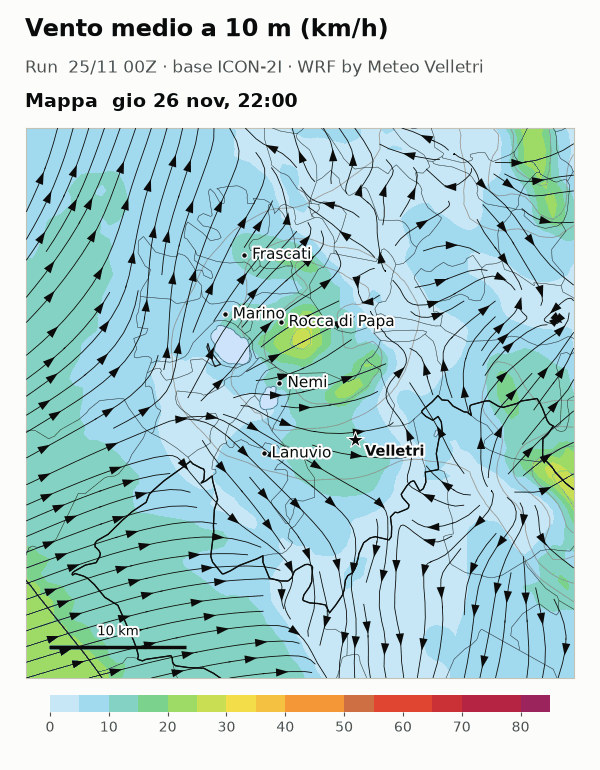 Vento medio a 10 m (km/h)
Run  25/11 00Z · base ICON-2I · WRF by Meteo Velletri
Mappa  gio 26 nov, 22:00
Frascati
Marino
Rocca di Papa
Nemi
Velletri
Lanuvio
10 km
0 10 20 30 40 50 60 70 80